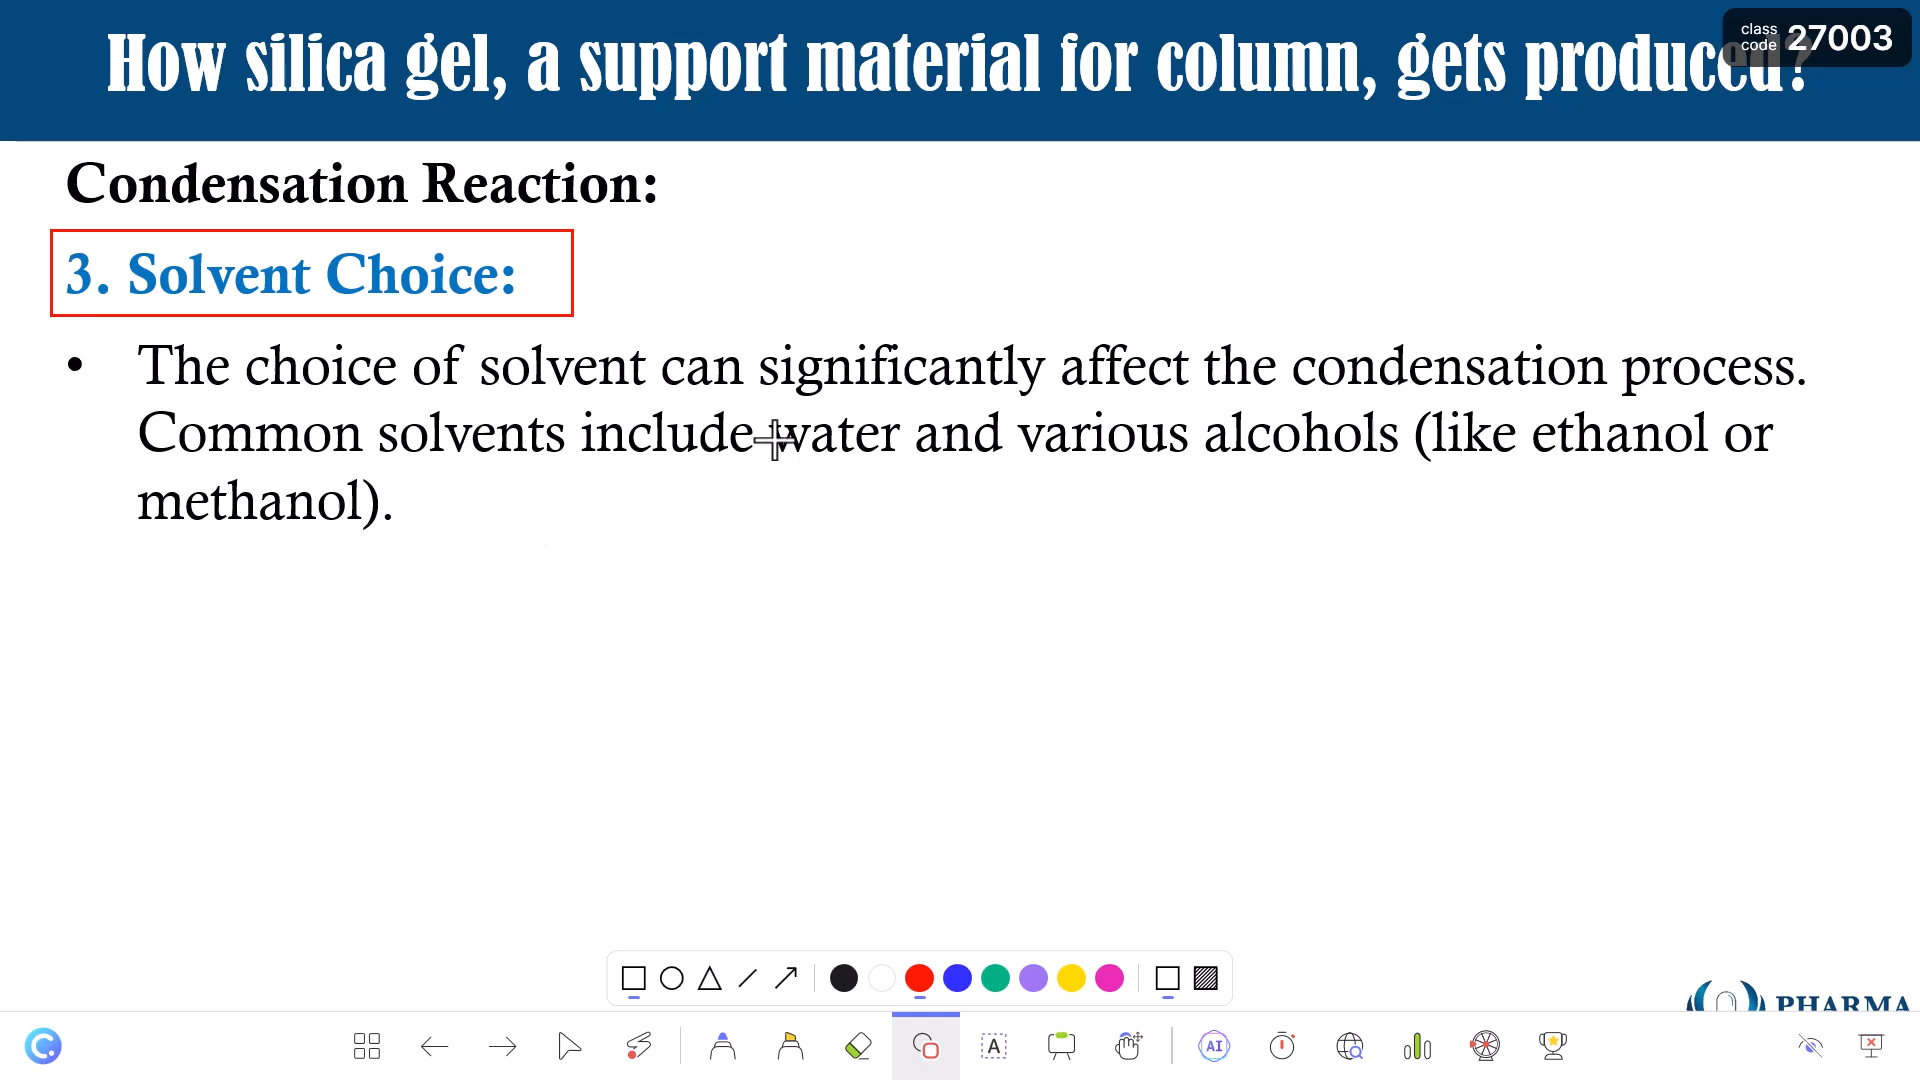 How silica gel, a support material for column, gets produced?
class
code 27003
Condensation Reaction:
3. Solvent Choice:
• The choice of solvent can significantly affect the condensation process.
Common solvents include water and various alcohols (like ethanol or
methanol).
PHARMA
A
AI